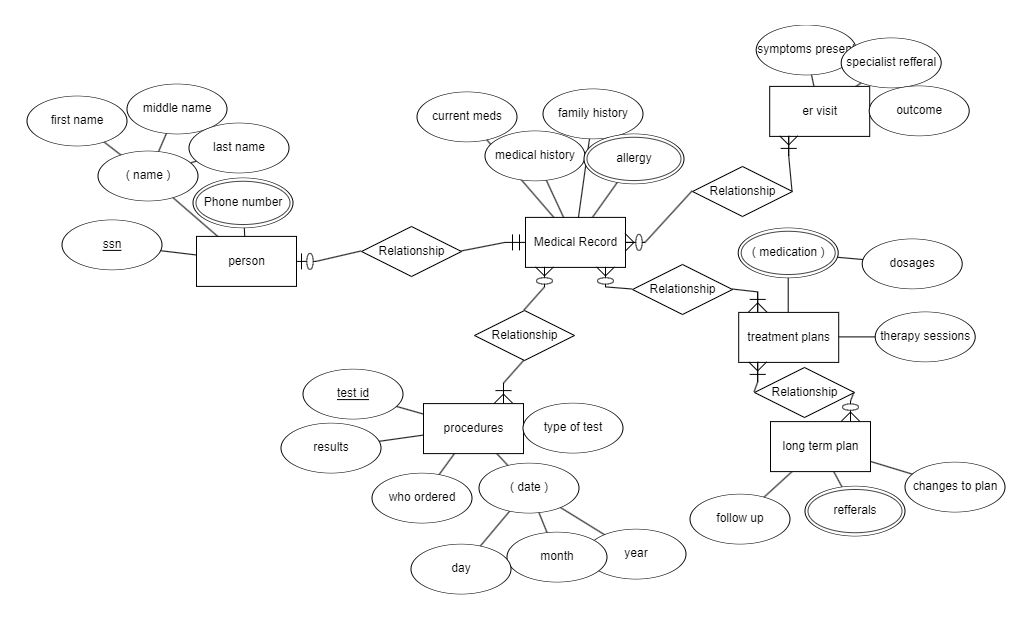 symptoms presen
specialist refferal
er visit
outcome
first name
middle name
last name
( name )
Phone number
ssn
person
Relationship
current meds
family history
medical history
allergy
Medical Record
Relationship
( medication )
dosages
Relationship
treatment plans
therapy sessions
Relationship
Relationship
long term plan
follow up
refferals
changes to plan
test id
results
procedures
type of test
who ordered
( date )
day
month
year